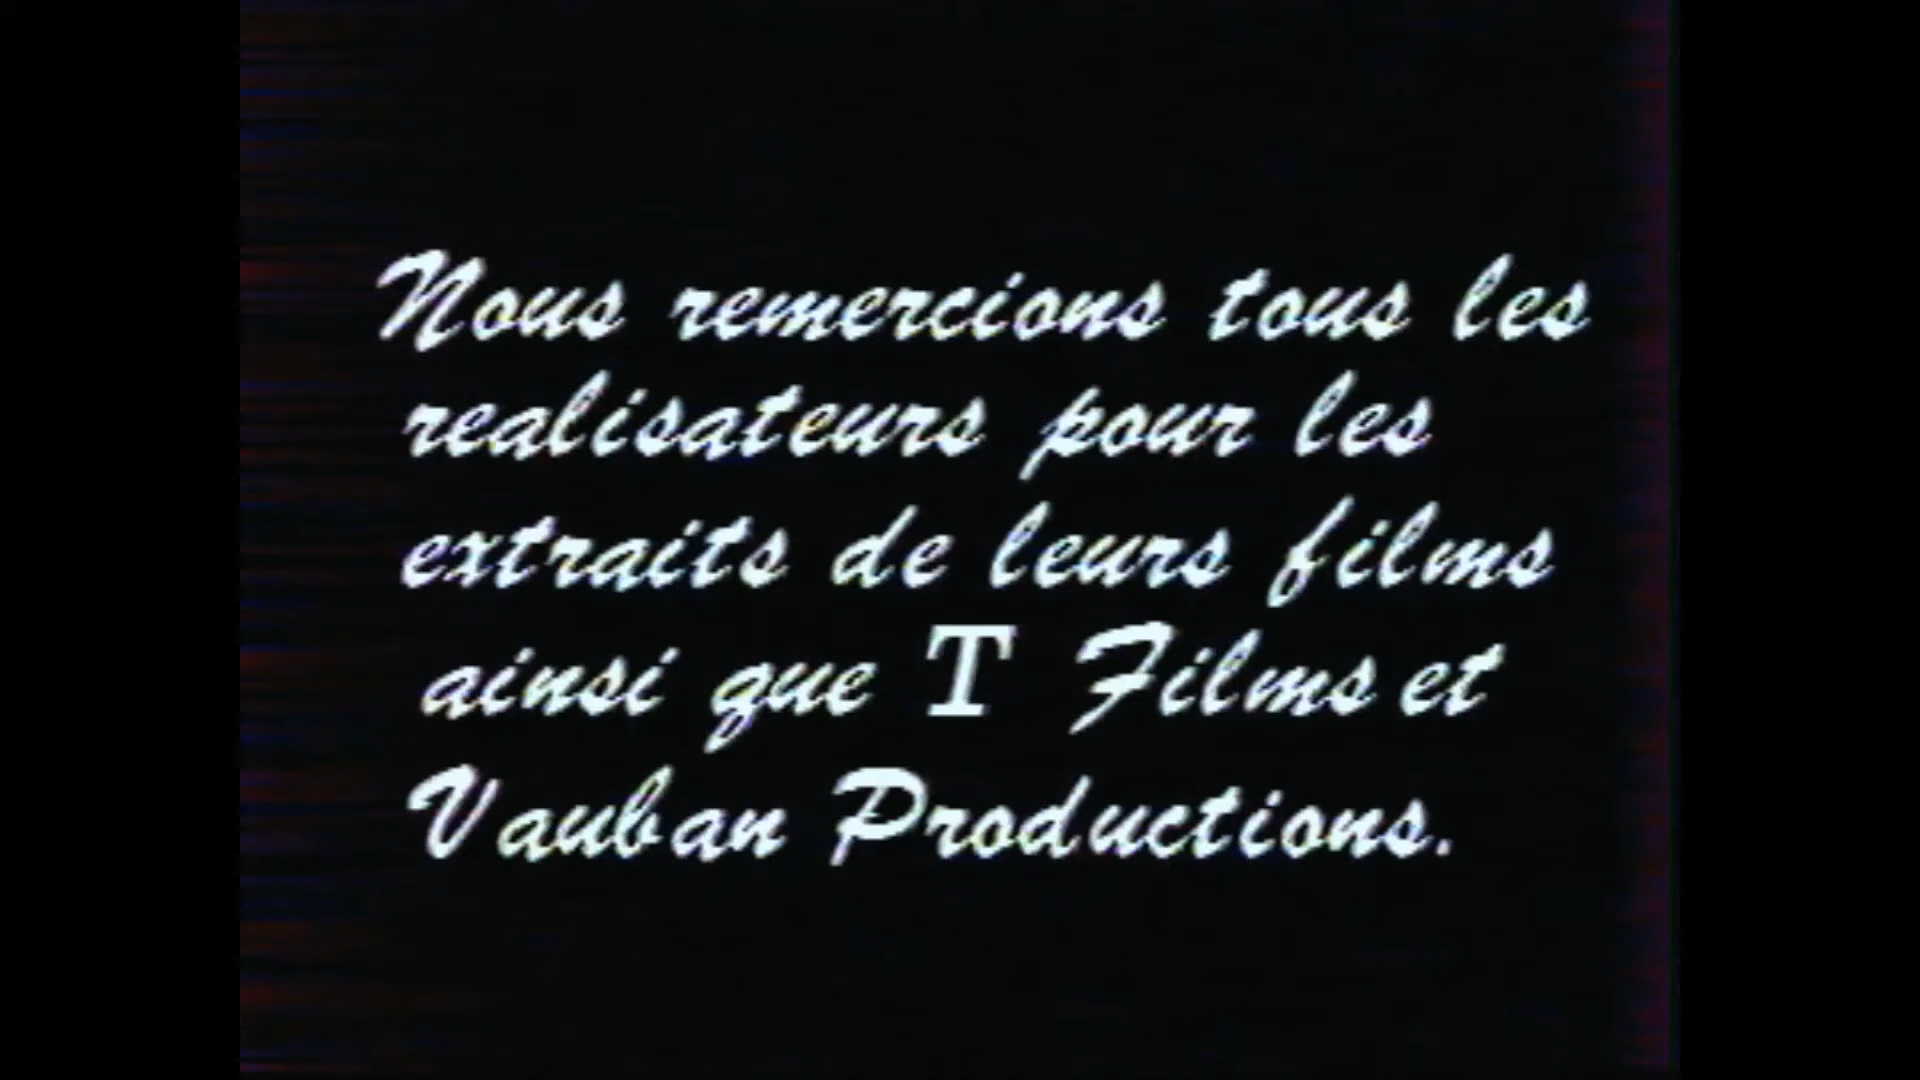 Nous remercions tous les
realisateurs pour les
extraits de leurs films
ainsi que T Films et
Vauban Productions.